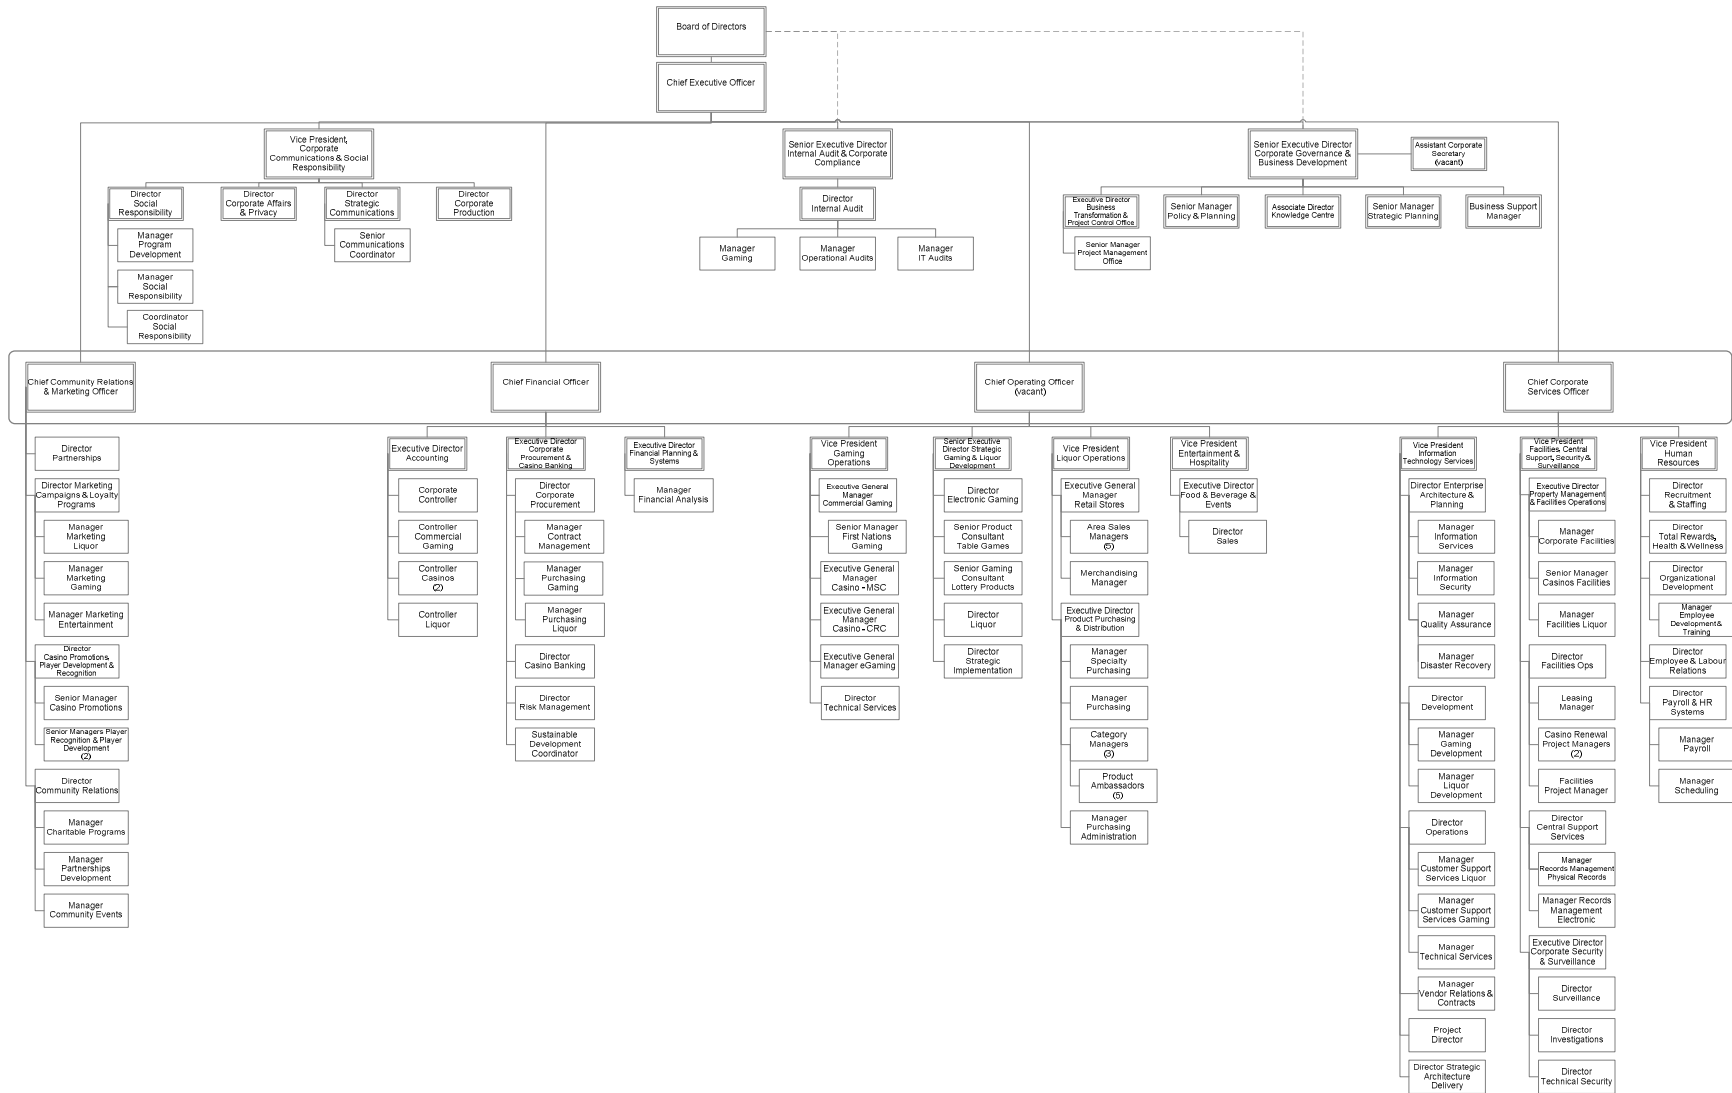 Board of Directors
Chief Executive Officer
Vice President,
Corporate
Communications & Social
Responsibility
Director
Social
Responsibility
Manager
Program
Development
Manager
Social
Responsibility
Coordinator
Social
Responsibility
Director
Corporate Affairs
& Privacy
Director
Strategic
Communications
Senior
Communications
Coordinator
Director
Corporate
Production
Senior Executive Director
Internal Audit & Corporate
Compliance
Director
Internal Audit
Manager
Gaming
Manager
Operational Audits
Manager
IT Audits
Senior Executive Director
Corporate Governance &
Business Development
Assistant Corporate
Secretary
(vacant)
Executive Director
Business
Transformation &
Project Control Office
Senior Manager
Project Management
Office
Senior Manager
Policy & Planning
Associate Director
Knowledge Centre
Senior Manager
Strategic Planning
Business Support
Manager
Chief Community Relations
& Marketing Officer
Chief Financial Officer
Chief Operating Officer
(vacant)
Chief Corporate
Services Officer
Director
Partnerships
Director Marketing
Campaigns & Loyalty
Programs
Manager
Marketing
Liquor
Manager
Marketing
Gaming
Manager Marketing
Entertainment
Director
Casino Promotions,
Player Development &
Recognition
Senior Manager
Casino Promotions
Senior Managers Player
Recognition & Player
Development
(2)
Director
Community Relations
Manager
Charitable Programs
Manager
Partnerships
Development
Manager
Community Events
Executive Director
Accounting
Corporate
Controller
Controller
Commercial
Gaming
Controller
Casinos
(2)
Controller
Liquor
Executive Director
Corporate
Procurement &
Casino Banking
Director
Corporate
Procurement
Manager
Contract
Management
Manager
Purchasing
Gaming
Manager
Purchasing
Liquor
Director
Casino Banking
Director
Risk Management
Sustainable
Development
Coordinator
Executive Director
Financial Planning &
Systems
Manager
Financial Analysis
Vice President
Gaming
Operations
Executive General
Manager
Commercial Gaming
Senior Manager
First Nations
Gaming
Executive General
Manager
Casino - MSC
Executive General
Manager
Casino - CRC
Executive General
Manager eGaming
Director
Technical Services
Senior Executive
Director Strategic
Gaming & Liquor
Development
Director
Electronic Gaming
Senior Product
Consultant
Table Games
Senior Gaming
Consultant
Lottery Products
Director
Liquor
Director
Strategic
Implementation
Vice President
Liquor Operations
Executive General
Manager
Retail Stores
Area Sales
Managers
(5)
Merchandising
Manager
Executive Director
Product Purchasing
& Distribution
Manager
Specialty
Purchasing
Manager
Purchasing
Category
Managers
(3)
Product
Ambassadors
(5)
Manager
Purchasing
Administration
Vice President
Entertainment &
Hospitality
Executive Director
Food & Beverage &
Events
Director
Sales
Vice President
Information
Technology Services
Director Enterprise
Architecture &
Planning
Manager
Information
Services
Manager
Information
Security
Manager
Quality Assurance
Manager
Disaster Recovery
Director
Development
Manager
Gaming
Development
Manager
Liquor
Development
Director
Operations
Manager
Customer Support
Services Liquor
Manager
Customer Support
Services Gaming
Manager
Technical Services
Manager
Vendor Relations &
Contracts
Project
Director
Director Strategic
Architecture
Delivery
Vice President
Facilities, Central
Support, Security &
Surveillance
Executive Director
Property Management
& Facilities Operations
Manager
Corporate Facilities
Senior Manager
Casinos Facilities
Manager
Facilities Liquor
Director
Facilities Ops
Leasing
Manager
Casino Renewal
Project Managers
(2)
Facilities
Project Manager
Director
Central Support
Services
Manager
Records Management
Physical Records
Manager Records
Management
Electronic
Executive Director
Corporate Security
& Surveillance
Director
Surveillance
Director
Investigations
Director
Technical Security
Vice President
Human
Resources
Director
Recruitment
& Staffing
Director
Total Rewards,
Health & Wellness
Director
Organizational
Development
Manager
Employee
Development &
Training
Director
Employee & Labour
Relations
Director
Payroll & HR
Systems
Manager
Payroll
Manager
Scheduling